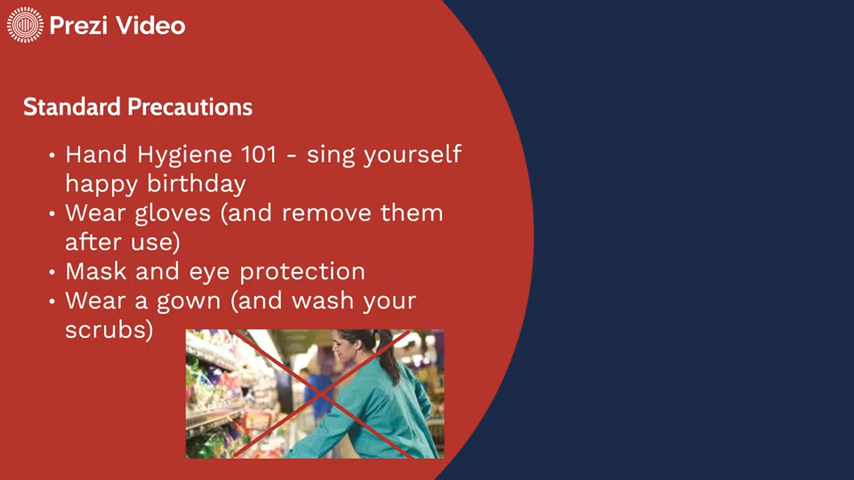 Prezi Video
Standard Precautions
• Hand Hygiene 101 - sing yourself
happy birthday
• Wear gloves (and remove them
after use)
• Mask and eye protection
• Wear a gown (and wash your
scrubs)